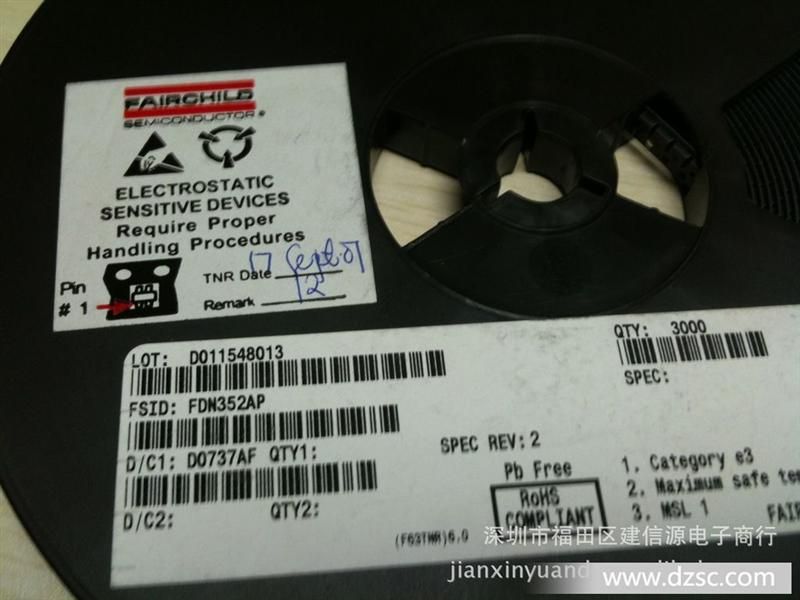 FAIRCHILD
SEMICONDUCTOR®
ELECTROSTATIC
SENSITIVE DEVICES
Require Proper
Handling Procedures
Pin
# 1
TNR Date 17 Sept.07
Remark 12
LOT: D011548013
QTY: 3000
FSID: FDN352AP
SPEC:
D/C1: D0737AF QTY1:
SPEC REV: 2
D/C2: QTY2:
Pb Free
RoHS
COMPLIANT
1. Category e3
2. Maximum safe
3. MSL 1
(F63TNR)6.0
深圳市福田区建信源电子商行
www.dzsc.com